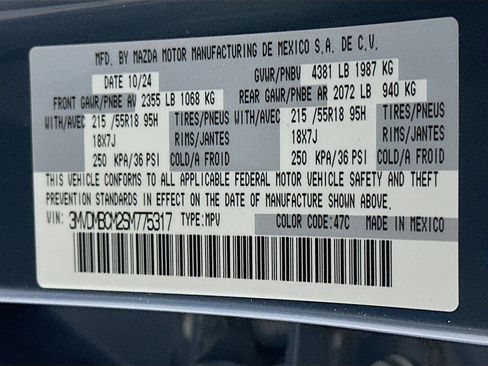 MFD. BY MAZDA MOTOR MANUFACTURING DE MEXICO S.A. DE C.V.
DATE 10/24 GVWR/PNBV 4381 LB 1987 KG
FRONT GAWR/PNBE AV 2355 LB 1068 KG REAR GAWR/PNBE AR 2072 LB 940 KG
WITH/AVEC 215 /55R18 95H TIRES/PNEUS WITH/AVEC 215 /55R18 95H TIRES/PNEUS
18X7J RIMS/JANTES 18X7J RIMS/JANTES
250 KPA/36 PSI COLD/A FROID 250 KPA/36 PSI COLD/A FROID
THIS VEHICLE CONFORMS TO ALL APPLICABLE FEDERAL MOTOR VEHICLE SAFETY AND THEFT
PREVENTION STANDARDS IN EFFECT ON THE DATE OF MANUFACTURE SHOWN ABOVE.
VIN: 3MVDMBCM2SM775317 TYPE: MPV COLOR CODE: 47C MADE IN MEXICO